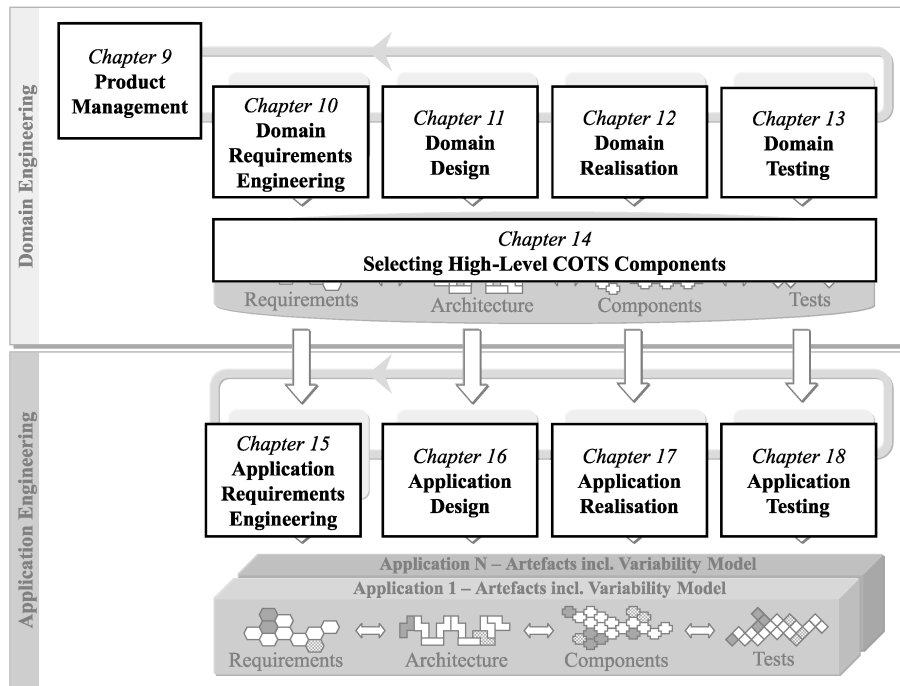 Domain Engineering
Chapter 9
Product
Management
Chapter 10
Domain
Requirements
Engineering
Chapter 11
Domain
Design
Chapter 12
Domain
Realisation
Chapter 13
Domain
Testing
Chapter 14
Selecting High-Level COTS Components
Requirements
Architecture
Components
Tests
Application Engineering
Chapter 15
Application
Requirements
Engineering
Chapter 16
Application
Design
Chapter 17
Application
Realisation
Chapter 18
Application
Testing
Application N – Artefacts incl. Variability Model
Application 1 – Artefacts incl. Variability Model
Requirements
Architecture
Components
Tests